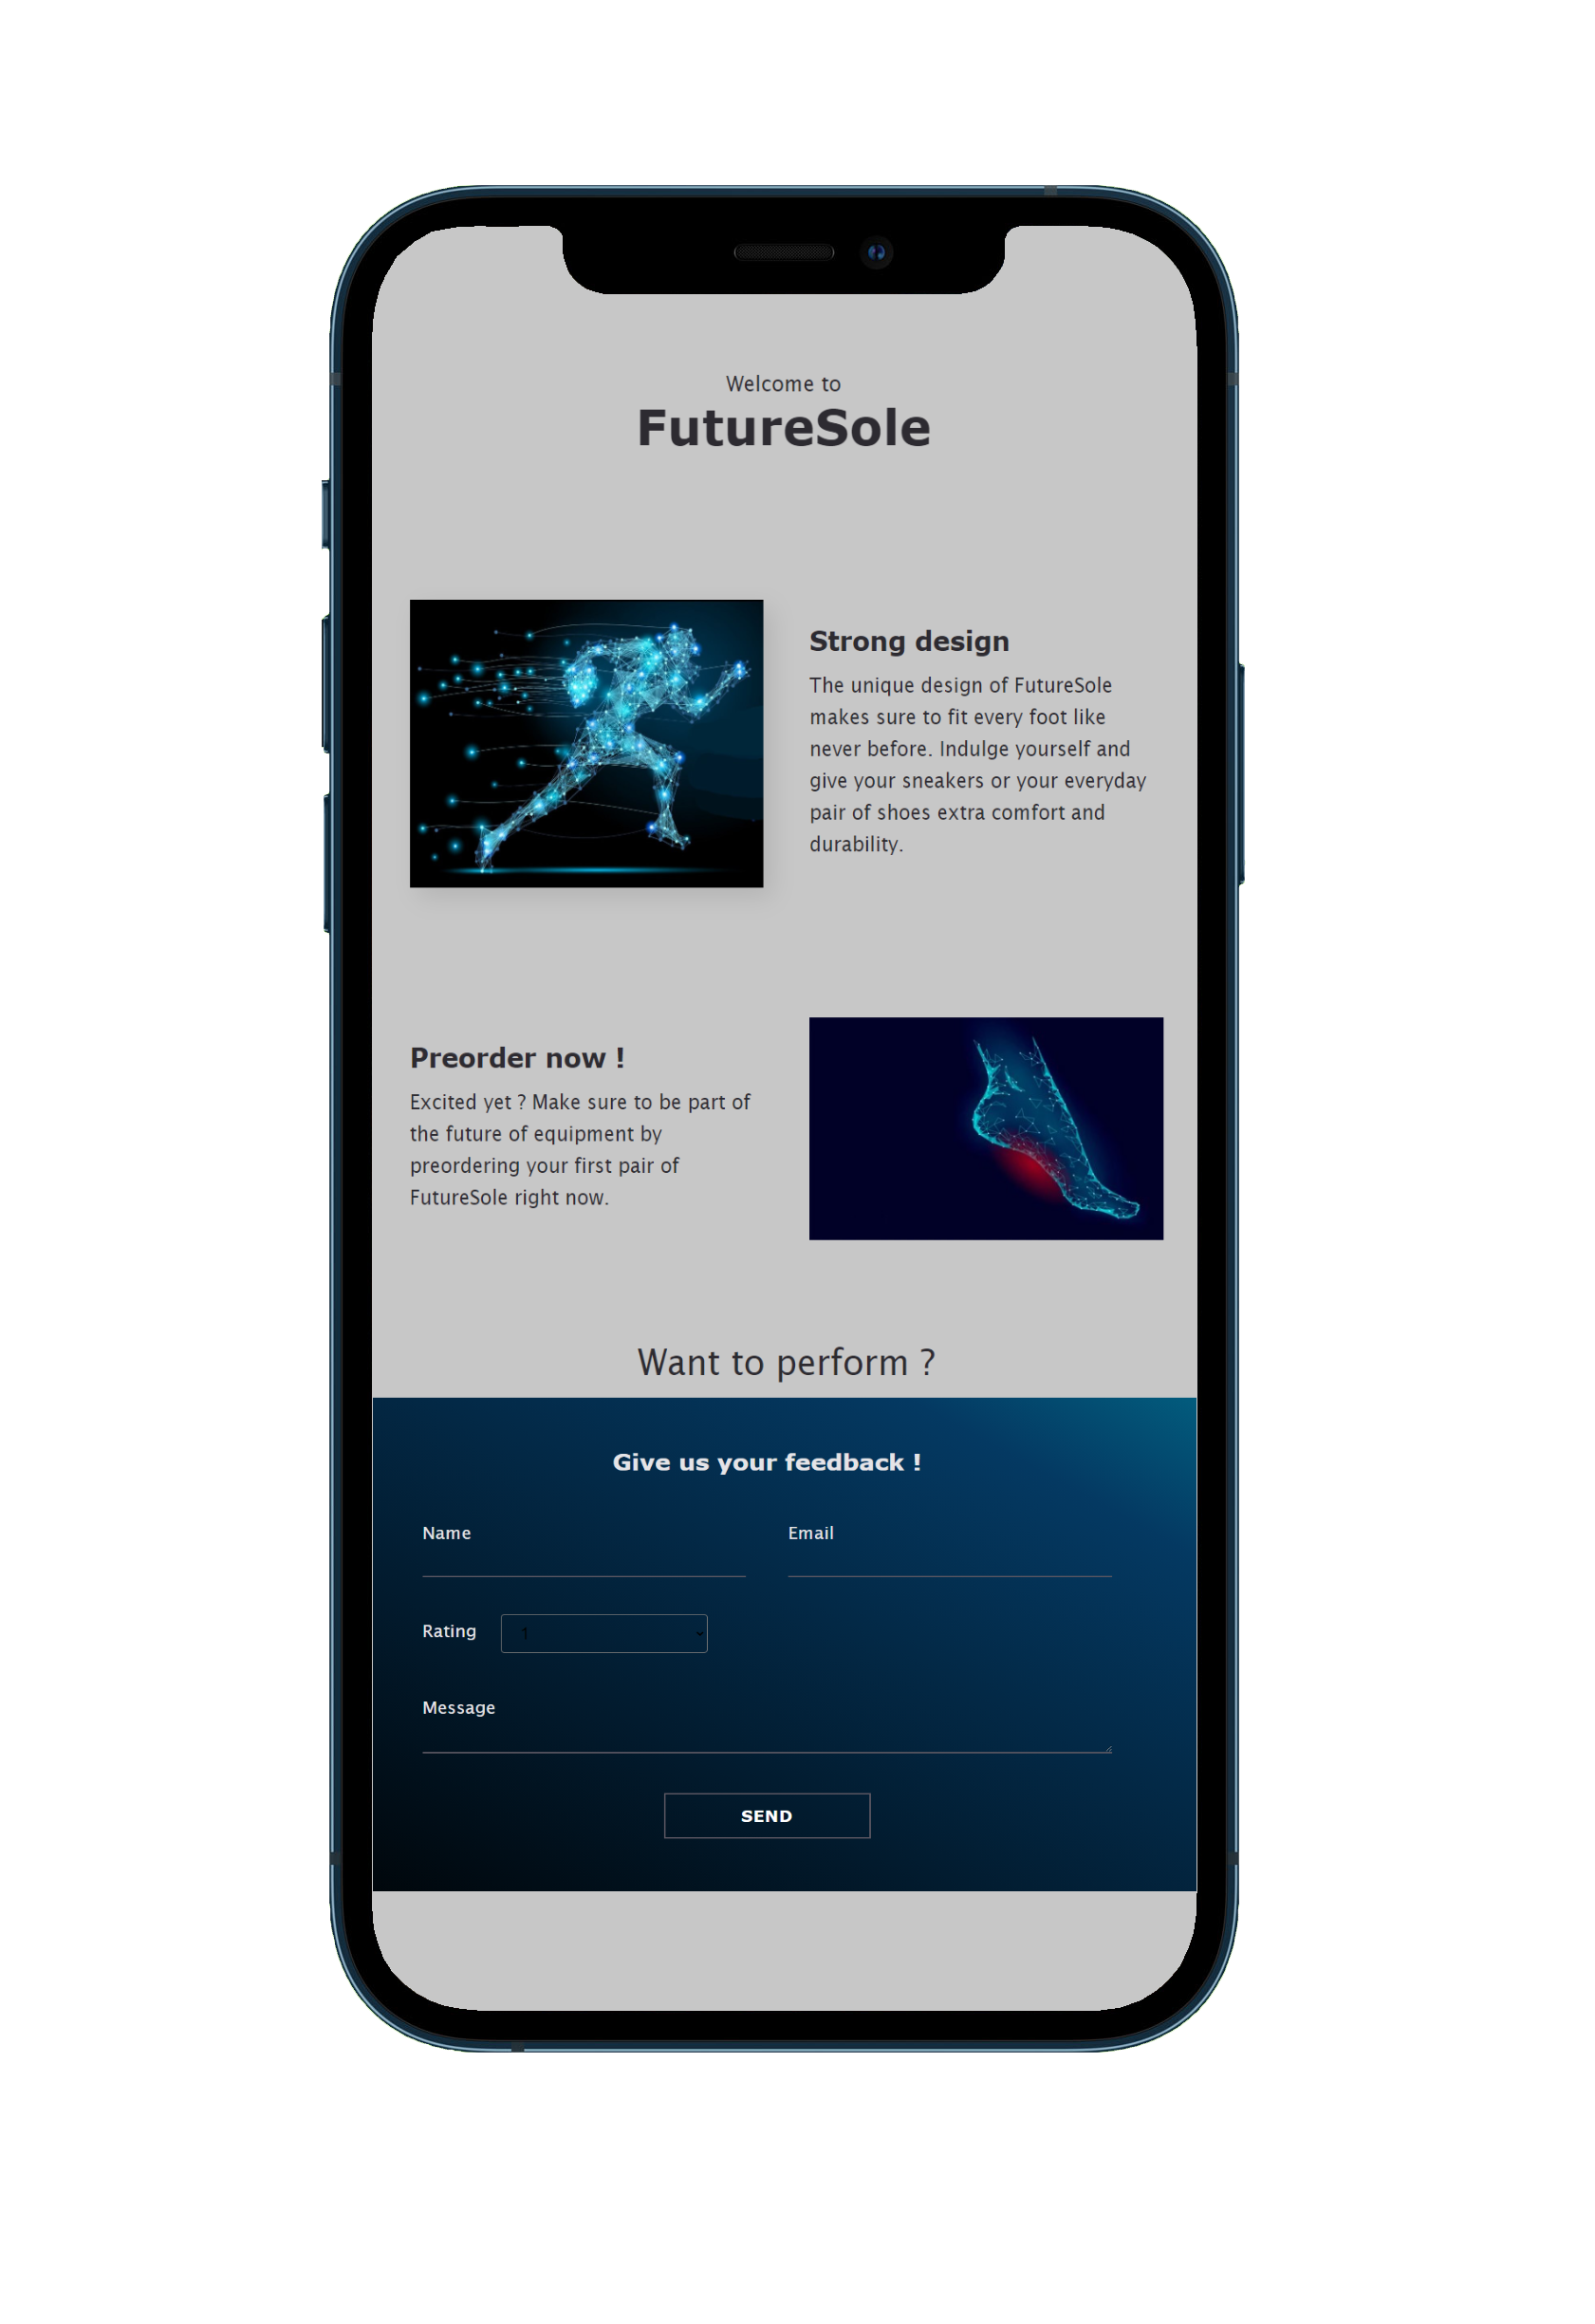 Welcome to
FutureSole
Strong design
The unique design of FutureSole
makes sure to fit every foot like
never before. Indulge yourself and
give your sneakers or your everyday
pair of shoes extra comfort and
durability.
Preorder now !
Excited yet ? Make sure to be part of
the future of equipment by
preordering your first pair of
FutureSole right now.
Want to perform ?
Give us your feedback !
Name
Email
Rating
1
Message
SEND